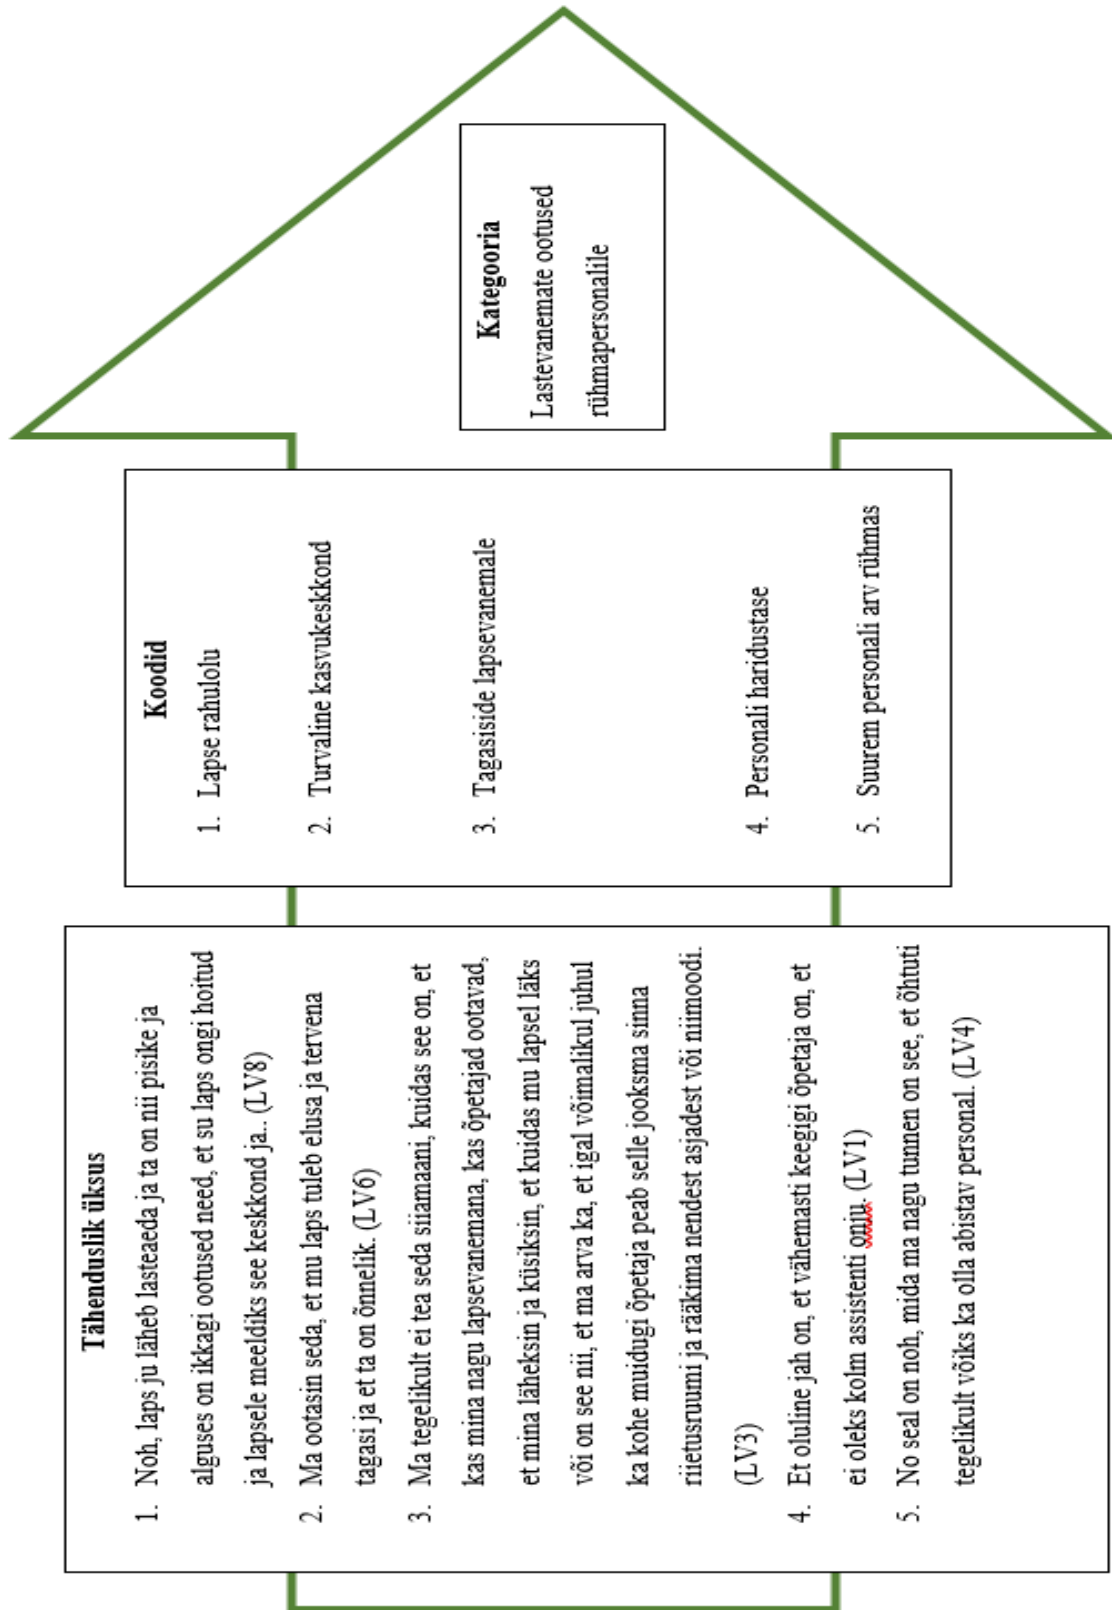 Tähenduslik üksus
1. Noh, laps ju läheb lasteaeda ja ta on nii pisike ja
alguses on ikkagi ootused need, et su laps ongi hoitud
ja lapsele meeldiks see keskkond ja.. (LV8)
2. Ma ootasin seda, et mu laps tuleb elusa ja tervena
tagasi ja et ta on õnnelik. (LV6)
3. Ma tegelikult ei tea seda siiamaani, kuidas see on, et
kas mina nagu lapsevanemana, kas õpetajad ootavad,
et mina läheksin ja küsiksin, et kuidas mu lapsel läks
või on see nii, et ma arva ka, et igal võimalikul juhul
ka kohe muidugi õpetaja peab selle jooksma sinna
riietusruumi ja rääkima nendest asjadest või niimoodi.
(LV3)
4. Et oluline jah on, et vähemasti keegigi õpetaja on, et
ei oleks kolm assistenti onju. (LV1)
5. No seal on noh, mida ma nagu tunnen on see, et õhtuti
tegelikult võiks ka olla abistav personal. (LV4)
Koodid
1. Lapse rahulolu
2. Turvaline kasvukeskkond
3. Tagasiside lapsevanemale
4. Personali haridustase
5. Suurem personali arv rühmas
Kategooria
Lastevanemate ootused
rühmapersonalile